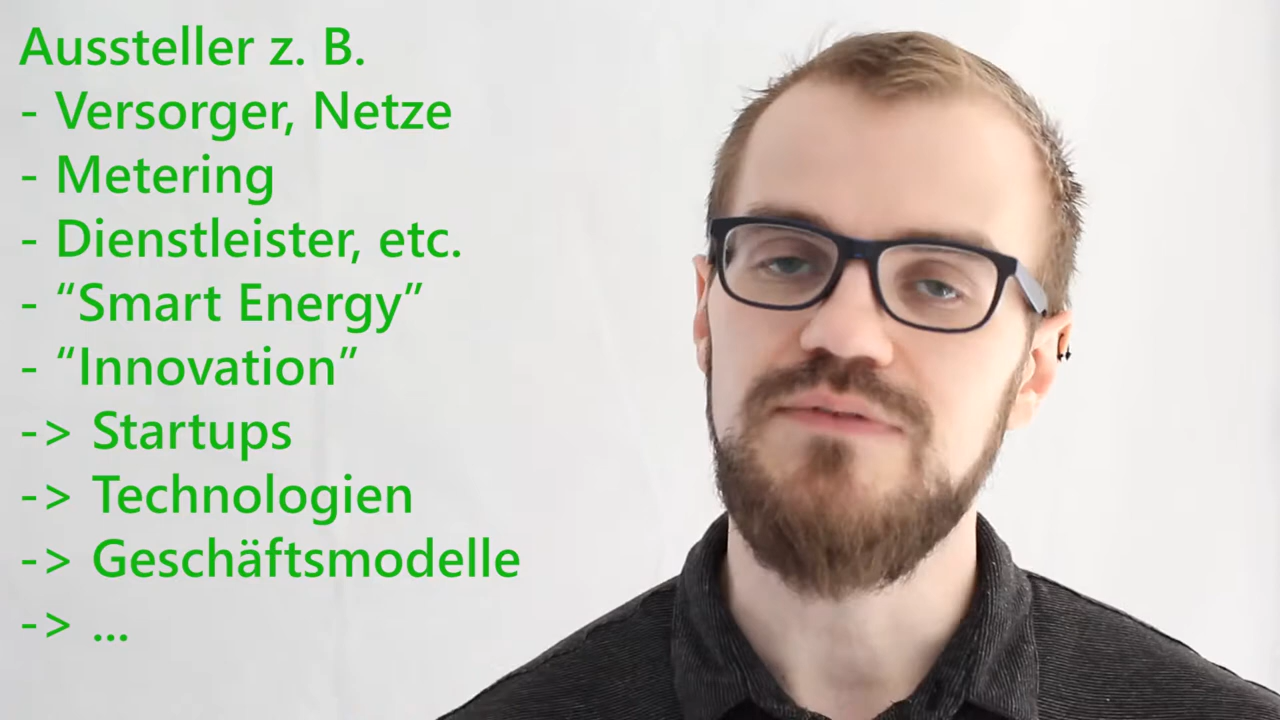 Aussteller z. B.
- Versorger, Netze
- Metering
- Dienstleister, etc.
- “Smart Energy”
- “Innovation”
-> Startups
-> Technologien
-> Geschäftsmodelle
-> ...